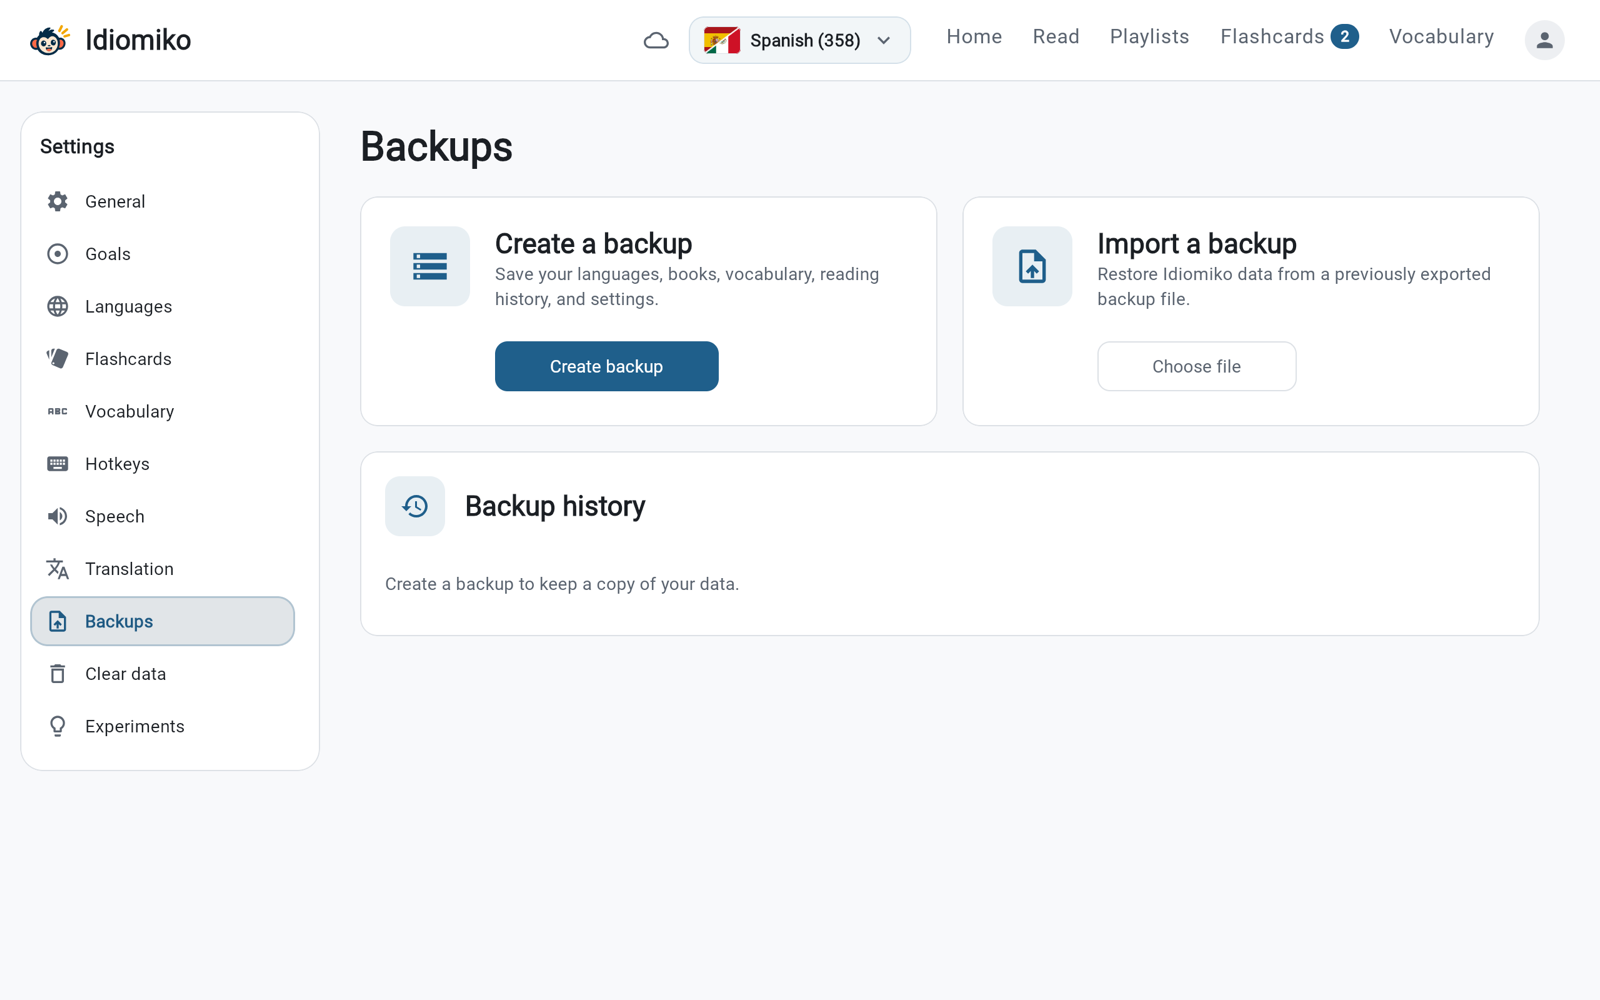 Idiomiko
Spanish (358)
Home
Read
Playlists
Flashcards 2
Vocabulary
Settings
General
Goals
Languages
Flashcards
ABC Vocabulary
Hotkeys
Speech
Translation
Backups
Clear data
Experiments
Backups
Create a backup
Save your languages, books, vocabulary, reading
history, and settings.
Create backup
Import a backup
Restore Idiomiko data from a previously exported
backup file.
Choose file
Backup history
Create a backup to keep a copy of your data.